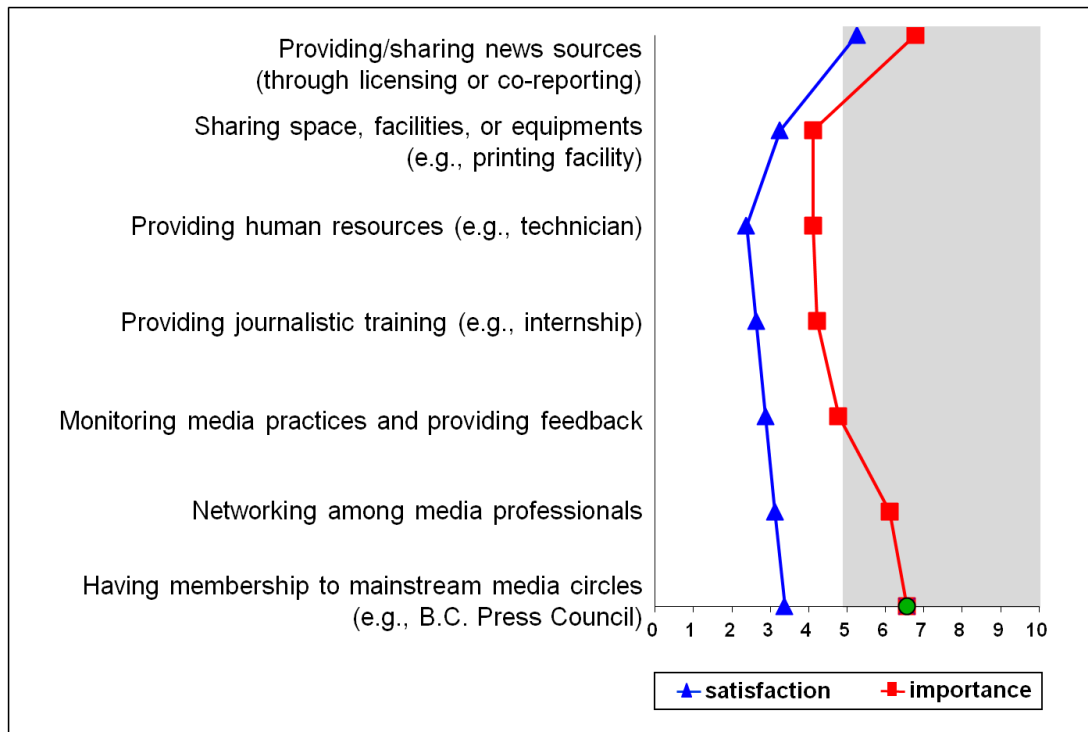 Providing/sharing news sources
(through licensing or co-reporting)
Sharing space, facilities, or equipments
(e.g., printing facility)
Providing human resources (e.g., technician)
Providing journalistic training (e.g., internship)
Monitoring media practices and providing feedback
Networking among media professionals
Having membership to mainstream media circles
(e.g., B.C. Press Council)
0 1 2 3 4 5 6 7 8 9 10
satisfaction importance